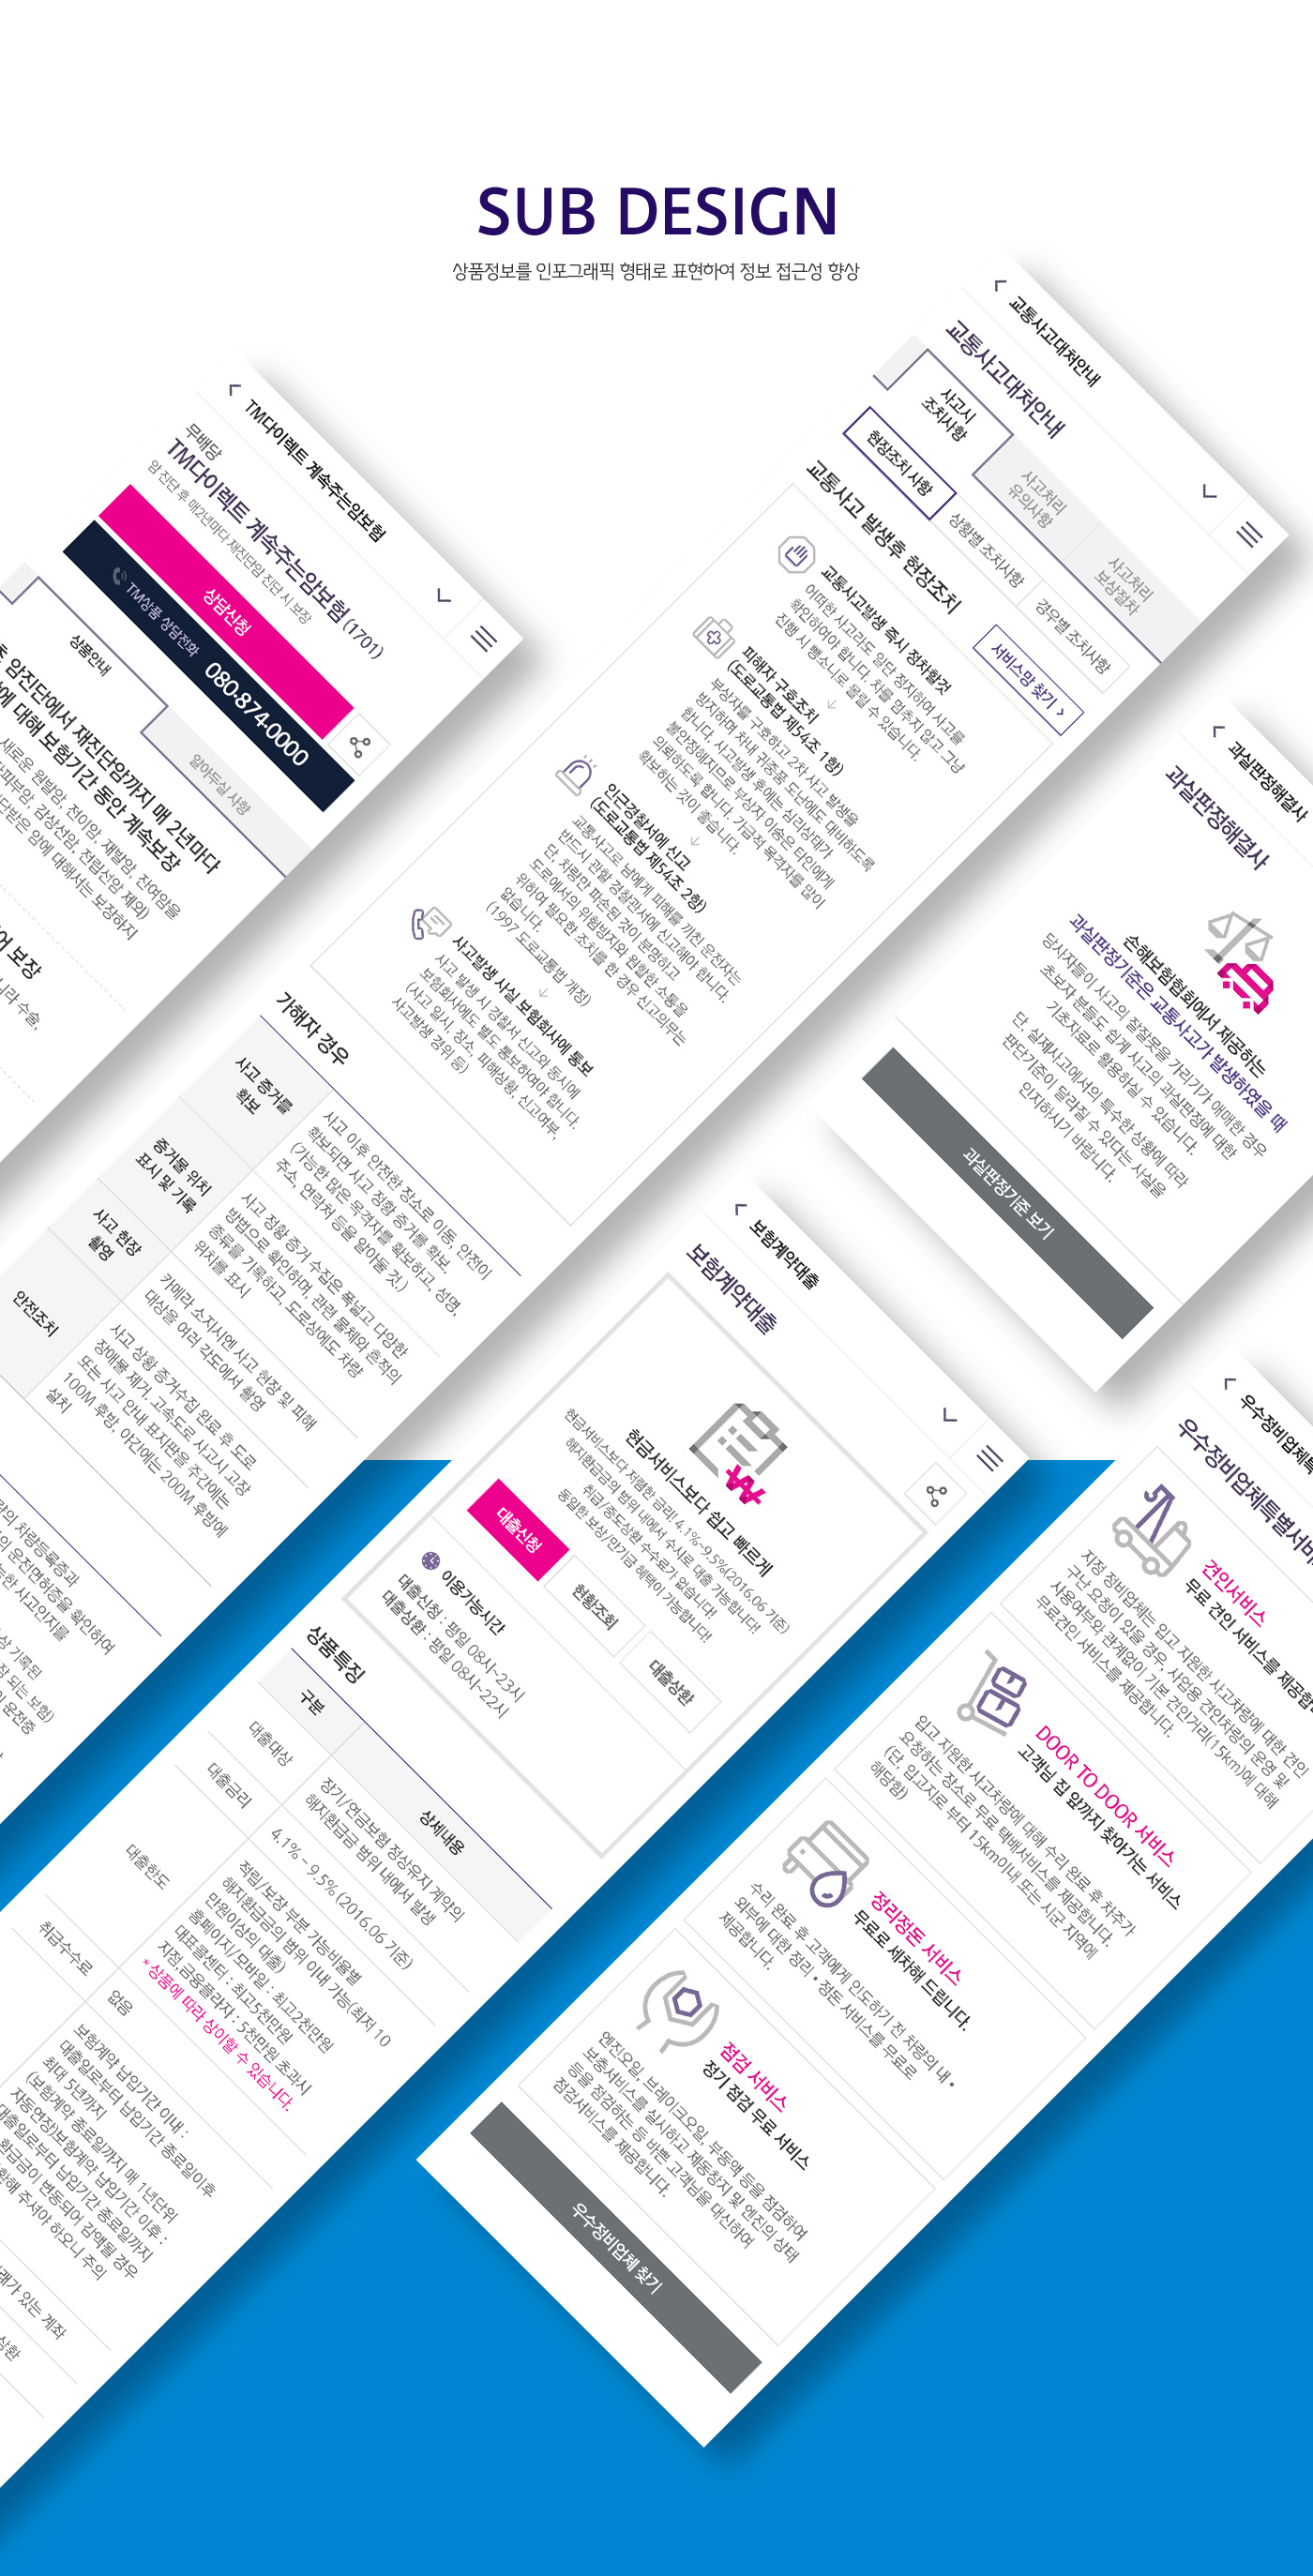 SUB DESIGN
상품정보를 인포그래픽 형태로 표현하여 정보 접근성 향상
TM다이렉트 계속주는암보험
무배당
TM다이렉트 계속주는암보험 (1701)
암 진단 후 매2년마다 재진단암 진단 시 보장
상담신청
TM상품 상담전화 080-874-0000
상품안내
알아두실 사항
암진단에서 재진단암까지 매 2년마다
에 대해 보험기간 동안 계속보장
새로운 원발암, 전이암, 재발암, 잔여암을
피부암, 갑상선암, 전립선암 제외)
단받은 암에 대해서는 보장하지
어 보장
니라 수술,
교통사고대처안내
교통사고대처안내
사고시
조치사항
사고처리
유의사항
사고처리
보상절차
현장조치 사항
상황별 조치사항
경우별 조치사항
교통사고 발생후 현장조치
서비스망 찾기
교통사고발생 즉시 정차할것
어떠한 사고라도 일단 정지하여 사고를
확인하여야 합니다. 차를 멈추지 않고 그냥
진행 시 뺑소니로 몰릴 수 있습니다.
피해자 구호조치
(도로교통법 제54조 1항)
부상자를 구호하고 2차 사고 발생을
방지하며 차내 귀중품 도난에도 대비하도록
합니다. 사고발생 후에는 심리상태가
불안정해지므로 부상자 이송은 타인에게
의뢰하도록 합니다. 가급적 목격자를 많이
확보하는 것이 좋습니다.
인근경찰서에 신고
(도로교통법 제54조 2항)
교통사고로 남에게 피해를 끼친 운전자는
반드시 관할 경찰관서에 신고해야 합니다.
단, 차량만 파손된 것이 분명하고
도로에서의 위험방지와 원활한 소통을
위하여 필요한 조치를 한 경우 신고의무는
없습니다.
(1997 도로교통법 개정)
사고발생 사실 보험회사에 통보
사고 발생 시 경찰서 신고와 동시에
보험회사에도 별도 통보하여야 합니다.
(사고 일시, 장소, 피해상황, 신고여부,
사고발생 경위 등)
가해자 경우
사고 증거를
확보
사고 이후 안전한 장소로 이동, 안전이
확보되면 사고 정황 증거를 확보
(가능한 많은 목격자를 확보하고, 성명,
주소, 연락처 등을 알아둘 것.)
증거물 위치
표시 및 기록
사고 정황 증거 수집은 폭넓고 다양한
방법으로 확인하며, 관련 물체와 흔적의
종류를 기록하고, 도로상에도 차량
위치를 표시
사고 현장
촬영
카메라 소지시엔 사고 현장 및 피해
대상을 여러 각도에서 촬영
안전조치
사고 상황 증거수집 완료 후 도로
장애물 제거, 고속도로 사고시 고장
또는 사고 안내 표지판을 주간에는
100M 후방, 야간에는 200M 후방에
설치
량의 차량등록증과
의 운전면허증을 확인하여
한 사고인지를
상 기록된
장 되는 보험)
의 운전중
과실판정해결사
과실판정해결사
손해보험협회에서 제공하는
과실판정기준은 교통사고가 발생하였을 때
당사자들이 사고의 잘잘못을 가리기가 애매한 경우
초보자 분들도 쉽게 사고의 과실판정에 대한
기초자료로 활용하실 수 있습니다.
단, 실제사고에서의 특수한 상황에 따라
판단기준이 달라질 수 있다는 사실을
인지하시기 바랍니다.
과실판정기준 보기
보험계약대출
보험계약대출
현금서비스보다 쉽고 빠르게
현금서비스보다 저렴한 금리! 4.1%~9.5%(2016.06 기준)
해지환급금의 범위 내에서 수시로 대출 가능합니다!
취급/중도상환 수수료가 없습니다!
동일한 보상/만기금 혜택이 가능합니다!
대출신청
현황조회
대출상환
이용가능시간
대출신청 : 평일 08시~23시
대출상환 : 평일 08시~22시
상품특징
구분
상세내용
대출대상
장기/연금보험 정상유지 계약의
해지환급금 범위 내에서 발생
대출금리
4.1% – 9.5% (2016.06 기준)
대출한도
적립/보장 부분 가능비율별
해지환급금의 범위 이내 가능(최저 10
만원이상의 대출)
홈페이지/모바일 : 최고2천만원
대표콜센터 : 최고5천만원
지점,금융플라자 : 5천만원 초과시
* 상품에 따라 상이할 수 있습니다.
취급수수료
없음
보험계약 납입기간 이내 :
대출일로부터 납입기간 종료일이후
최대 5년까지
(보험계약 종료일까지 매 1년단위
자동연장)보험계약 납입기간 이후 :
대출일로부터 납입기간 종료일까지
환급금이 변동되어 감액될 경우
환해 주셔야 하오니 주의
래가 있는 계좌
상환
우수정비업체특
우수정비업체특별서비
견인서비스
무료 견인 서비스를 제공합
지정 정비업체는 입고 지원한 사고차량에 대한 견인
구난 요청이 있을 경우, 사업용 견인차량의 운영 및
사용여부와 관계없이 기본 견인거리(15km)에 대해
무료견인 서비스를 제공합니다.
DOOR TO DOOR 서비스
고객님 집 앞까지 찾아가는 서비스
입고 지원한 사고차량에 대해 수리 완료 후 차주가
요청하는 장소로 무료 택배서비스를 제공합니다.
(단, 입고지로 부터 15km이내 또는 시군 지역에
해당함)
정리정돈 서비스
무료로 세차해 드립니다.
수리 완료 후 고객에게 인도하기 전 차량의 내 •
외부에 대한 정리 • 정돈 서비스를 무료로
제공합니다.
점검 서비스
정기 점검 무료 서비스
엔진오일, 브레이크오일, 부동액 등을 점검하여
보충서비스를 실시하고 제동장치 및 엔진의 상태
등을 점검하는 등 바쁜 고객님을 대신하여
점검서비스를 제공합니다.
우수정비업체 찾기